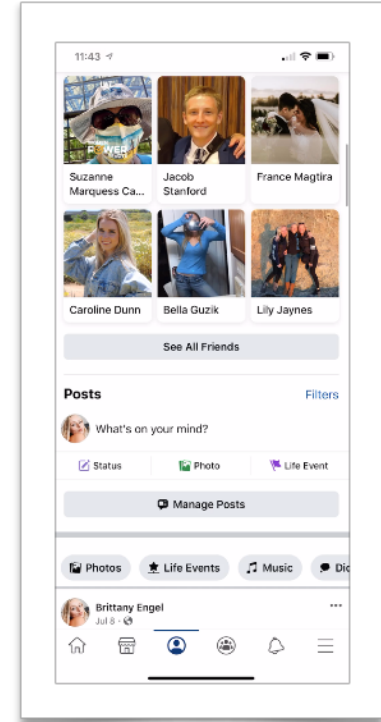 11:43
POWER
Suzanne
Marquess Ca...
Jacob
Stanford
France Magtira
Caroline Dunn
Bella Guzik
Lily Jaynes
See All Friends
Posts
Filters
What's on your mind?
Status
Photo
Life Event
Manage Posts
Photos
Life Events
Music
Did
Brittany Engel
Jul 8 ·